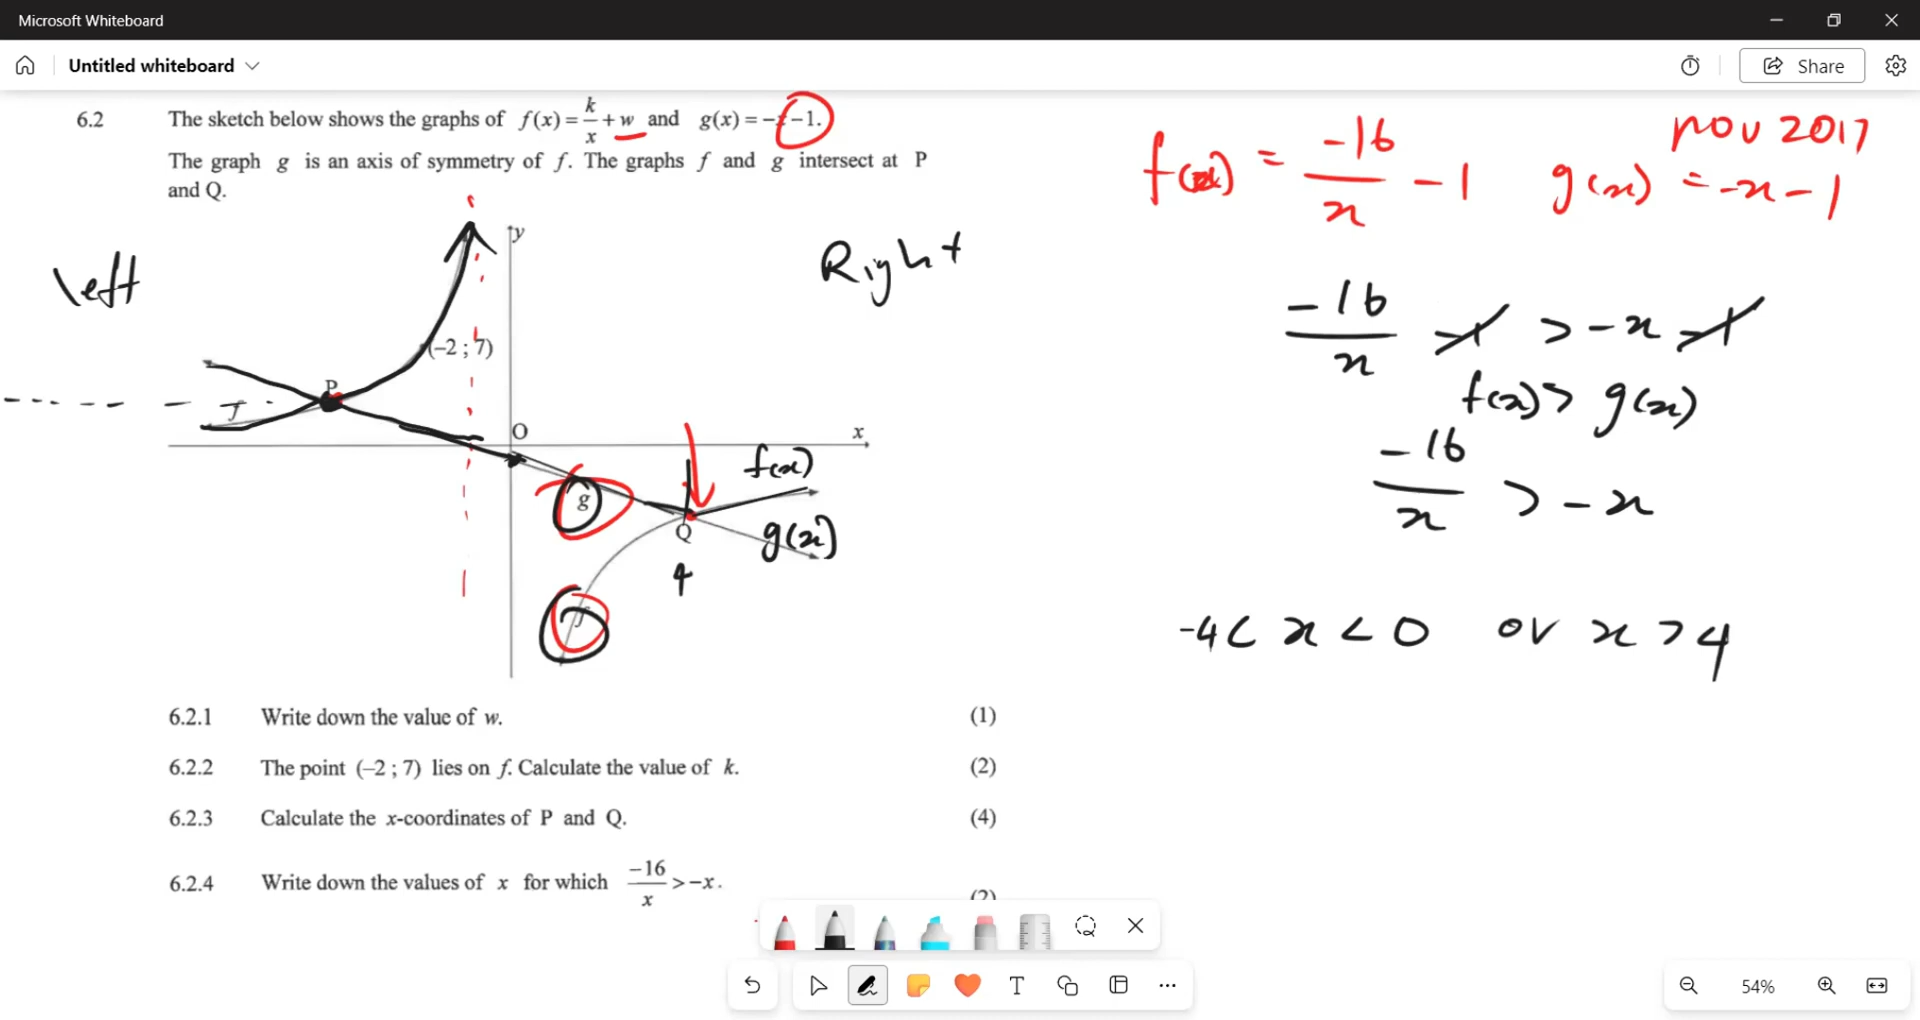 Microsoft Whiteboard
Untitled whiteboard
Share
6.2 The sketch below shows the graphs of f(x) = k/x + w and g(x) = -x -1.
The graph g is an axis of symmetry of f. The graphs f and g intersect at P
and Q.
nov 2017
f(x) = -16/x - 1 g(x) = -x - 1
left
Right
y
-16/x - 1 > -x - 1
(-2 ; 7)
P
f
f(x) > g(x)
O
x
-16/x > -x
f(x)
g
Q
g(x)
4
f
-4 < x < 0 or x > 4
6.2.1 Write down the value of w. (1)
6.2.2 The point (-2 ; 7) lies on f. Calculate the value of k. (2)
6.2.3 Calculate the x-coordinates of P and Q. (4)
6.2.4 Write down the values of x for which -16/x > -x. (2)
54%